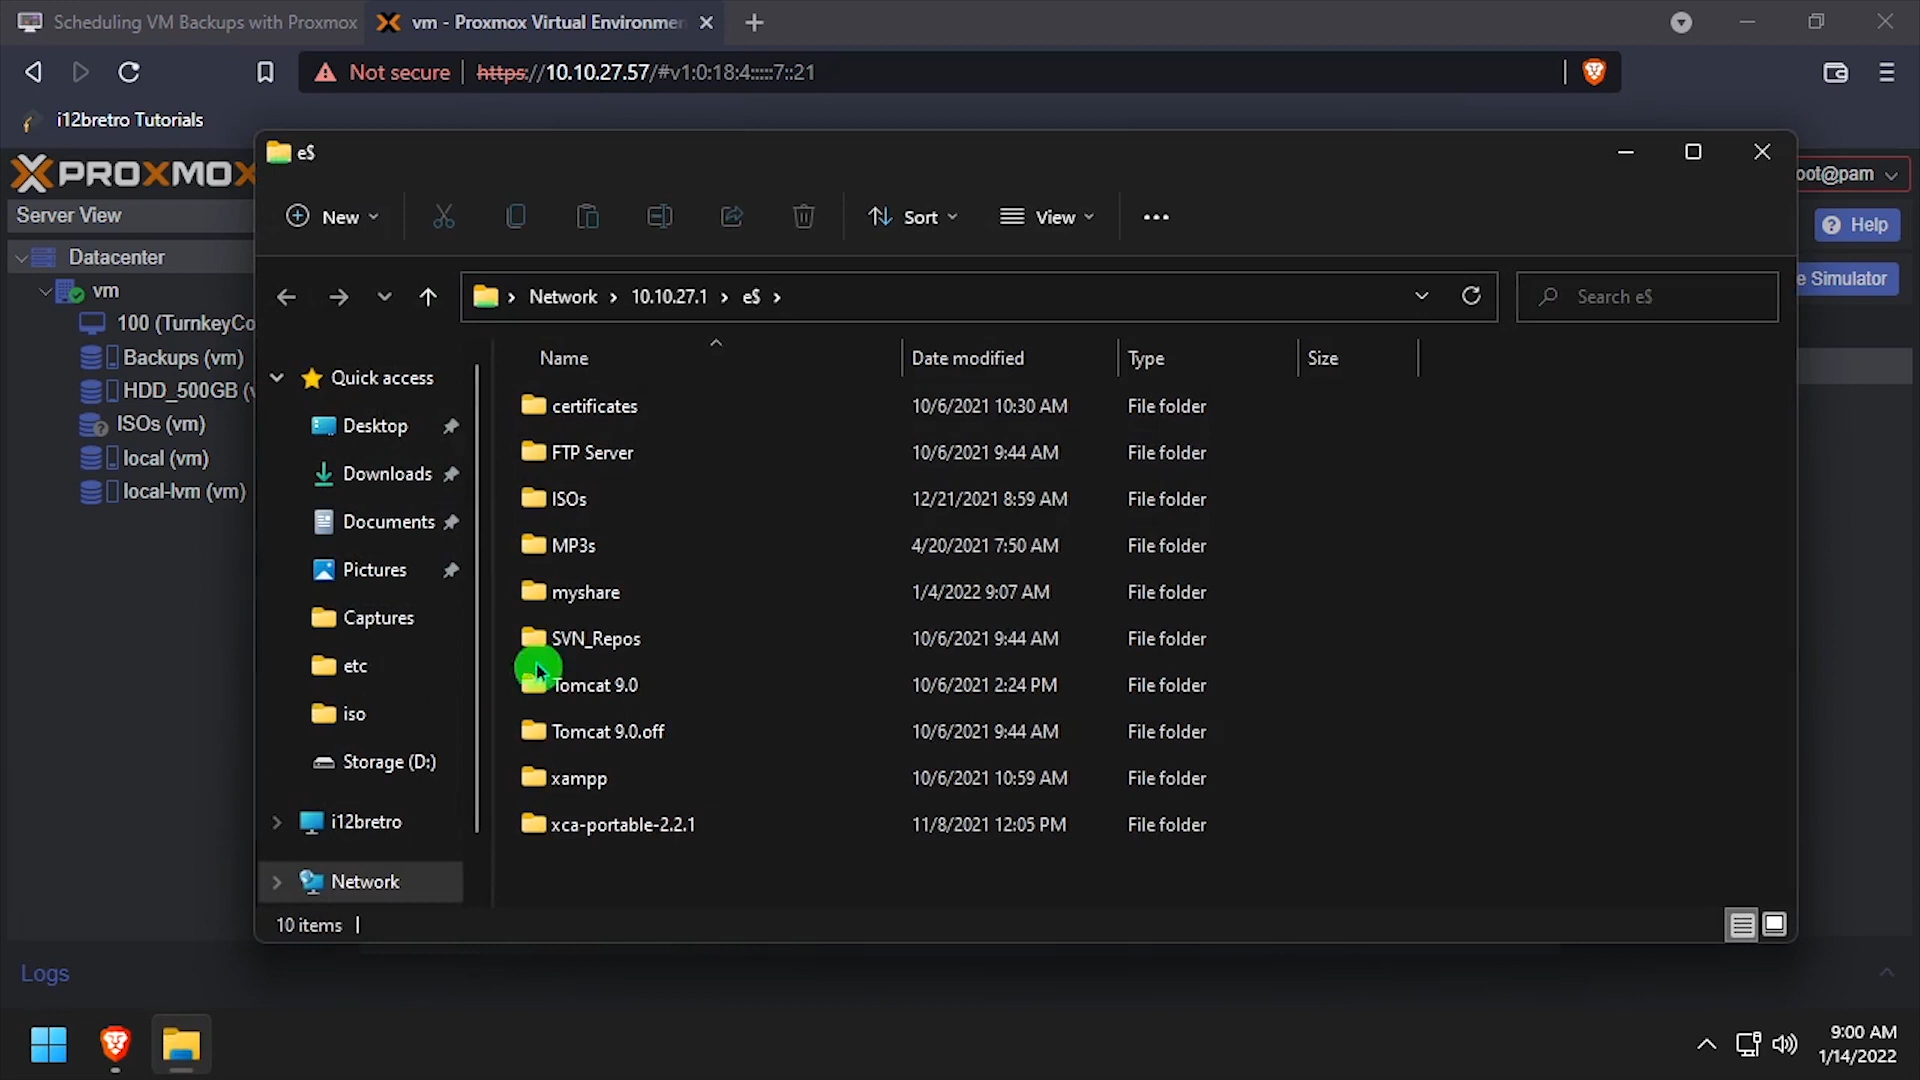 Scheduling VM Backups with Proxmox
vm - Proxmox Virtual Environmen
Not secure
https://10.10.27.57/#v1:0:18:4:::::7::21
i12bretro Tutorials
PROXMOX
oot@pam
Server View
Help
e Simulator
Datacenter
vm
100 (TurnkeyCo
Backups (vm)
HDD_500GB (v
ISOs (vm)
local (vm)
local-lvm (vm)
e$
New
Sort
View
Network
10.10.27.1
e$
Search e$
Name
Date modified
Type
Size
Quick access
Desktop
Downloads
Documents
Pictures
Captures
etc
iso
Storage (D:)
i12bretro
Network
certificates 10/6/2021 10:30 AM File folder
FTP Server 10/6/2021 9:44 AM File folder
ISOs 12/21/2021 8:59 AM File folder
MP3s 4/20/2021 7:50 AM File folder
myshare 1/4/2022 9:07 AM File folder
SVN_Repos 10/6/2021 9:44 AM File folder
Tomcat 9.0 10/6/2021 2:24 PM File folder
Tomcat 9.0.off 10/6/2021 9:44 AM File folder
xampp 10/6/2021 10:59 AM File folder
xca-portable-2.2.1 11/8/2021 12:05 PM File folder
10 items
Logs
9:00 AM
1/14/2022